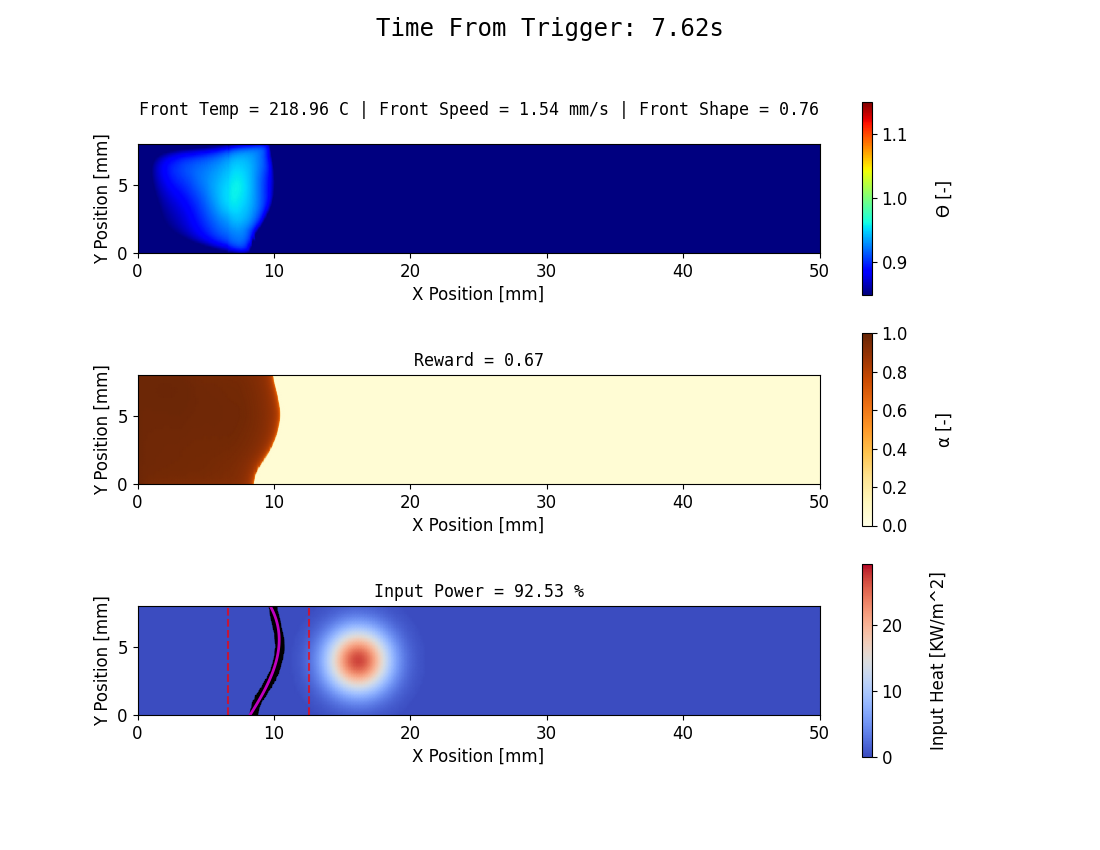 Time From Trigger: 7.62s
Front Temp = 218.96 C | Front Speed = 1.54 mm/s | Front Shape = 0.76
Y Position [mm]
5
0
0 10 20 30 40 50
X Position [mm]
1.1
1.0
0.9
Θ [-]
Reward = 0.67
Y Position [mm]
5
0
0 10 20 30 40 50
X Position [mm]
1.0
0.8
0.6
0.4
0.2
0.0
α [-]
Input Power = 92.53 %
Y Position [mm]
5
0
0 10 20 30 40 50
X Position [mm]
20
10
0
Input Heat [KW/m^2]